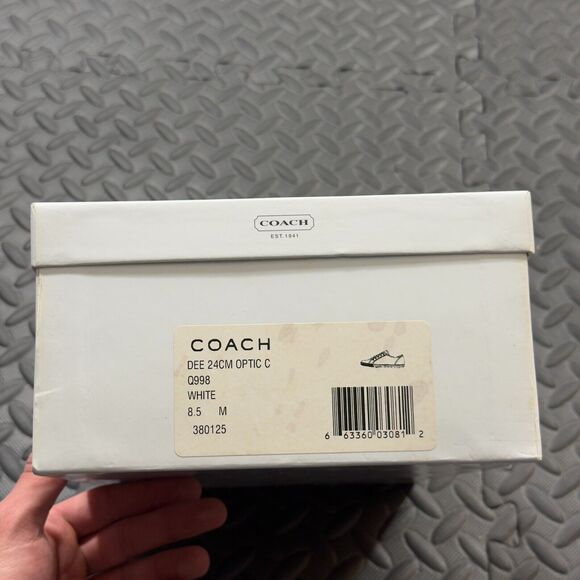 COACH
EST. 1941
COACH
DEE 24CM OPTIC C
Q998
WHITE
8.5 M
380125
6 63360 03081 2